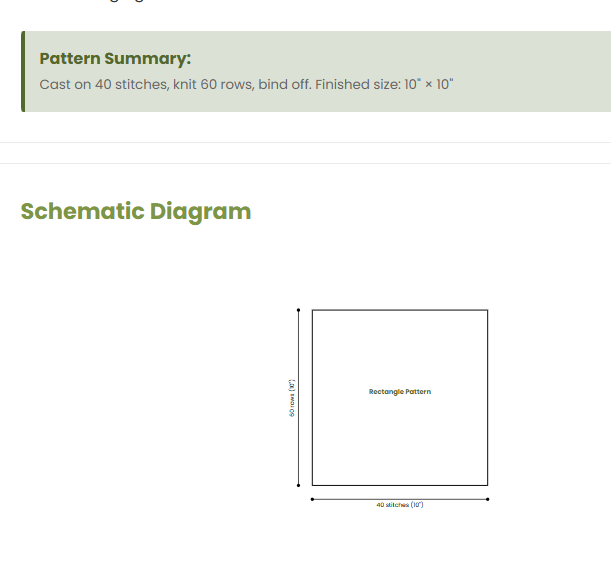 Pattern Summary:
Cast on 40 stitches, knit 60 rows, bind off. Finished size: 10" × 10"
Schematic Diagram
60 rows (10")
Rectangle Pattern
40 stitches (10")